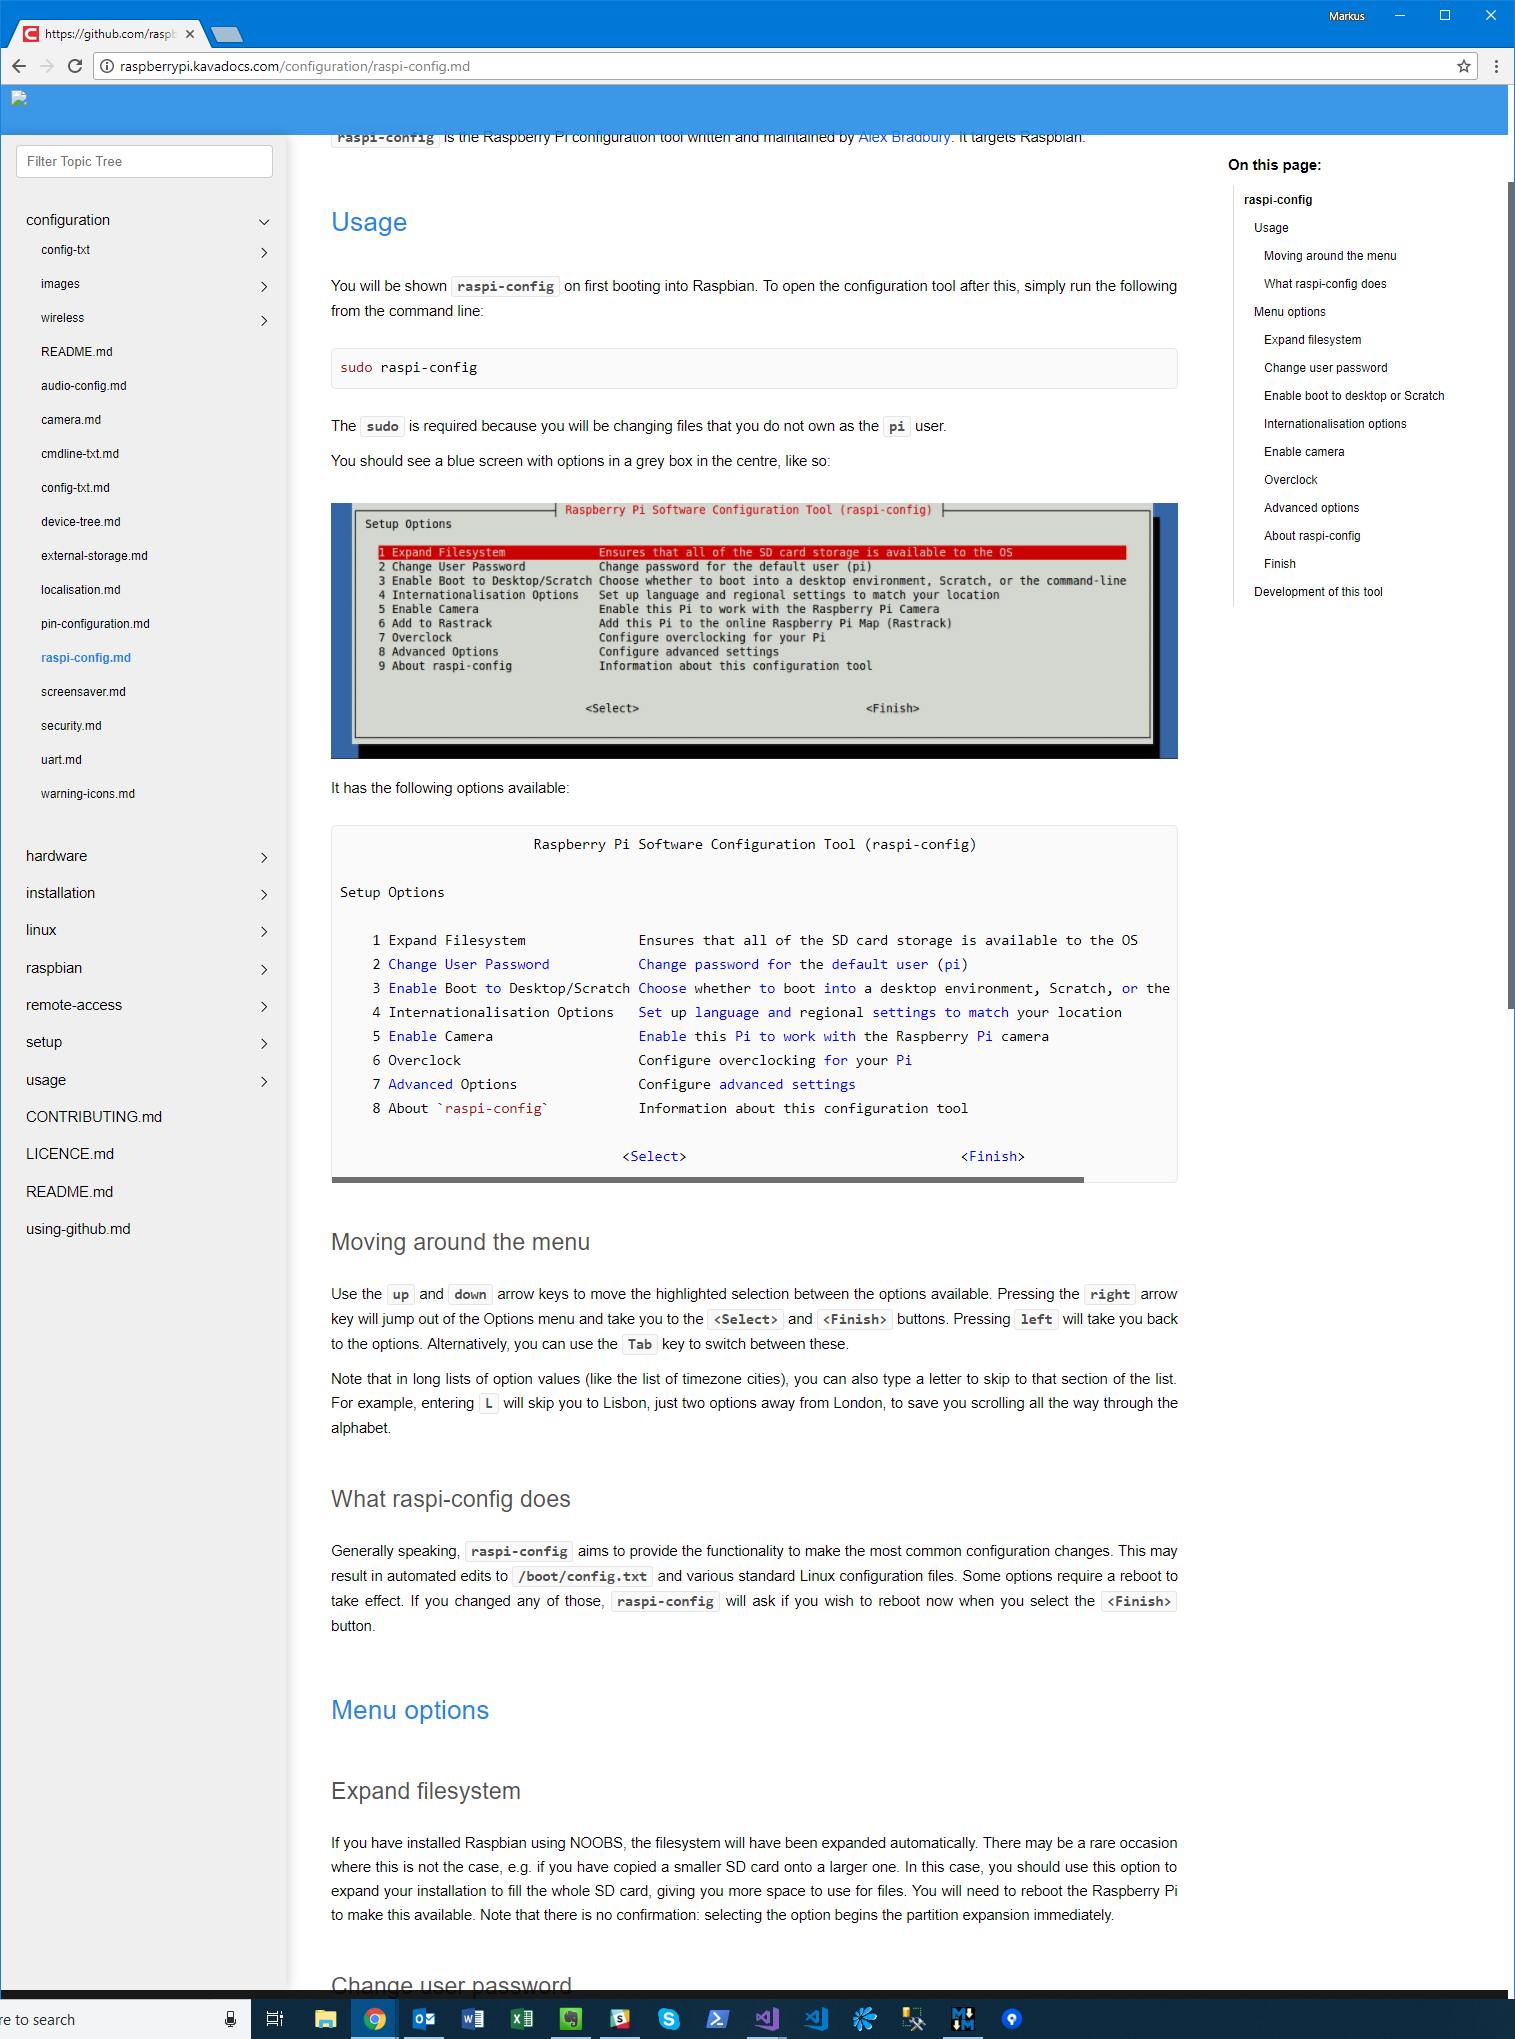 Markus
https://github.com/raspb
raspberrypi.kavadocs.com/configuration/raspi-config.md
Filter Topic Tree
configuration
config-txt
images
wireless
README.md
audio-config.md
camera.md
cmdline-txt.md
config-txt.md
device-tree.md
external-storage.md
localisation.md
pin-configuration.md
raspi-config.md
screensaver.md
security.md
uart.md
warning-icons.md
hardware
installation
linux
raspbian
remote-access
setup
usage
CONTRIBUTING.md
LICENCE.md
README.md
using-github.md
raspi-config is the Raspberry Pi configuration tool written and maintained by Alex Bradbury. It targets Raspbian.
Usage
You will be shown raspi-config on first booting into Raspbian. To open the configuration tool after this, simply run the following
from the command line:
sudo raspi-config
The sudo is required because you will be changing files that you do not own as the pi user.
You should see a blue screen with options in a grey box in the centre, like so:
Raspberry Pi Software Configuration Tool (raspi-config)
Setup Options
1 Expand Filesystem Ensures that all of the SD card storage is available to the OS
2 Change User Password Change password for the default user (pi)
3 Enable Boot to Desktop/Scratch Choose whether to boot into a desktop environment, Scratch, or the command-line
4 Internationalisation Options Set up language and regional settings to match your location
5 Enable Camera Enable this Pi to work with the Raspberry Pi Camera
6 Add to Rastrack Add this Pi to the online Raspberry Pi Map (Rastrack)
7 Overclock Configure overclocking for your Pi
8 Advanced Options Configure advanced settings
9 About raspi-config Information about this configuration tool
<Select> <Finish>
It has the following options available:
Raspberry Pi Software Configuration Tool (raspi-config)
Setup Options
1 Expand Filesystem Ensures that all of the SD card storage is available to the OS
2 Change User Password Change password for the default user (pi)
3 Enable Boot to Desktop/Scratch Choose whether to boot into a desktop environment, Scratch, or the
4 Internationalisation Options Set up language and regional settings to match your location
5 Enable Camera Enable this Pi to work with the Raspberry Pi camera
6 Overclock Configure overclocking for your Pi
7 Advanced Options Configure advanced settings
8 About `raspi-config` Information about this configuration tool
<Select> <Finish>
Moving around the menu
Use the up and down arrow keys to move the highlighted selection between the options available. Pressing the right arrow
key will jump out of the Options menu and take you to the <Select> and <Finish> buttons. Pressing left will take you back
to the options. Alternatively, you can use the Tab key to switch between these.
Note that in long lists of option values (like the list of timezone cities), you can also type a letter to skip to that section of the list.
For example, entering L will skip you to Lisbon, just two options away from London, to save you scrolling all the way through the
alphabet.
What raspi-config does
Generally speaking, raspi-config aims to provide the functionality to make the most common configuration changes. This may
result in automated edits to /boot/config.txt and various standard Linux configuration files. Some options require a reboot to
take effect. If you changed any of those, raspi-config will ask if you wish to reboot now when you select the <Finish>
button.
Menu options
Expand filesystem
If you have installed Raspbian using NOOBS, the filesystem will have been expanded automatically. There may be a rare occasion
where this is not the case, e.g. if you have copied a smaller SD card onto a larger one. In this case, you should use this option to
expand your installation to fill the whole SD card, giving you more space to use for files. You will need to reboot the Raspberry Pi
to make this available. Note that there is no confirmation: selecting the option begins the partition expansion immediately.
Change user password
On this page:
raspi-config
Usage
Moving around the menu
What raspi-config does
Menu options
Expand filesystem
Change user password
Enable boot to desktop or Scratch
Internationalisation options
Enable camera
Overclock
Advanced options
About raspi-config
Finish
Development of this tool
re to search